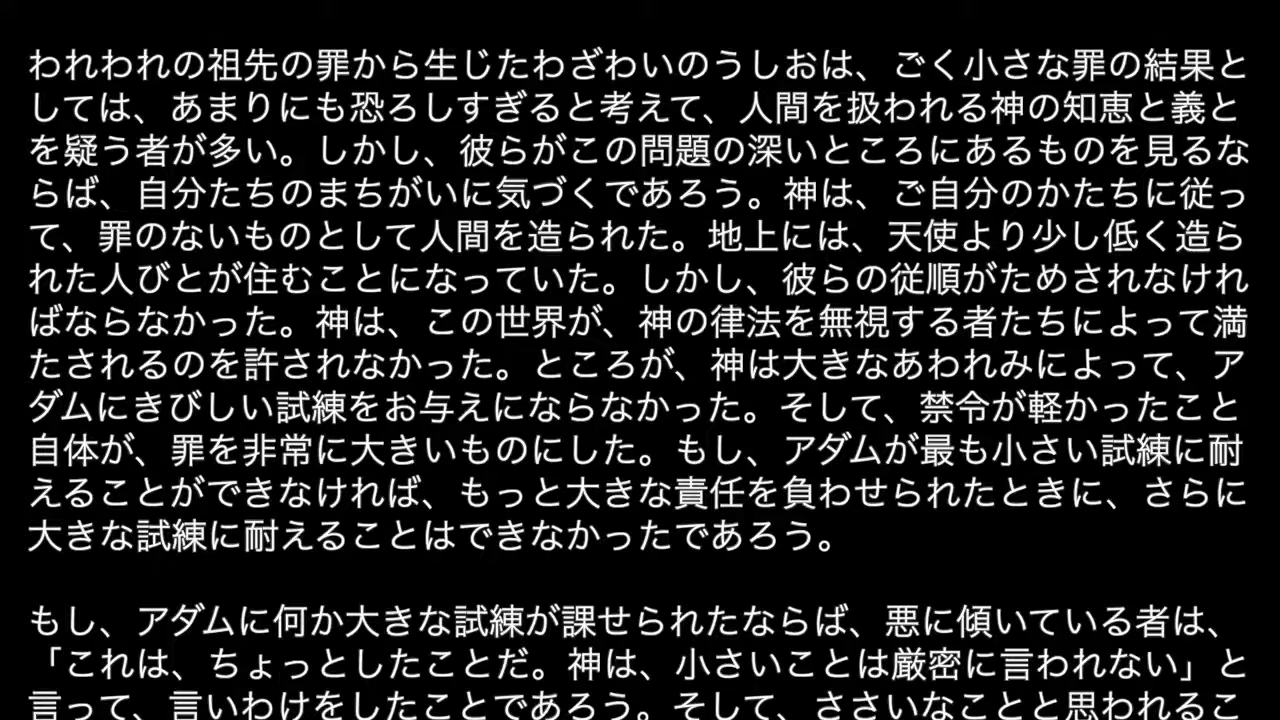 われわれの祖先の罪から生じたわざわいのうしおは、ごく小さな罪の結果と
しては、あまりにも恐ろしすぎると考えて、人間を扱われる神の知恵と義と
を疑う者が多い。しかし、彼らがこの問題の深いところにあるものを見るな
らば、自分たちのまちがいに気づくであろう。神は、ご自分のかたちに従っ
て、罪のないものとして人間を造られた。地上には、天使より少し低く造ら
れた人びとが住むことになっていた。しかし、彼らの従順がためされなけれ
ばならなかった。神は、この世界が、神の律法を無視する者たちによって満
たされるのを許されなかった。ところが、神は大きなあわれみによって、ア
ダムにきびしい試練をお与えにならなかった。そして、禁令が軽かったこと
自体が、罪を非常に大きいものにした。もし、アダムが最も小さい試練に耐
えることができなければ、もっと大きな責任を負わせられたときに、さらに
大きな試練に耐えることはできなかったであろう。
もし、アダムに何か大きな試練が課せられたならば、悪に傾いている者は、
「これは、ちょっとしたことだ。神は、小さいことは厳密に言われない」と
言って、言いわけをしたことであろう。そして、ささいなことと思われるこ